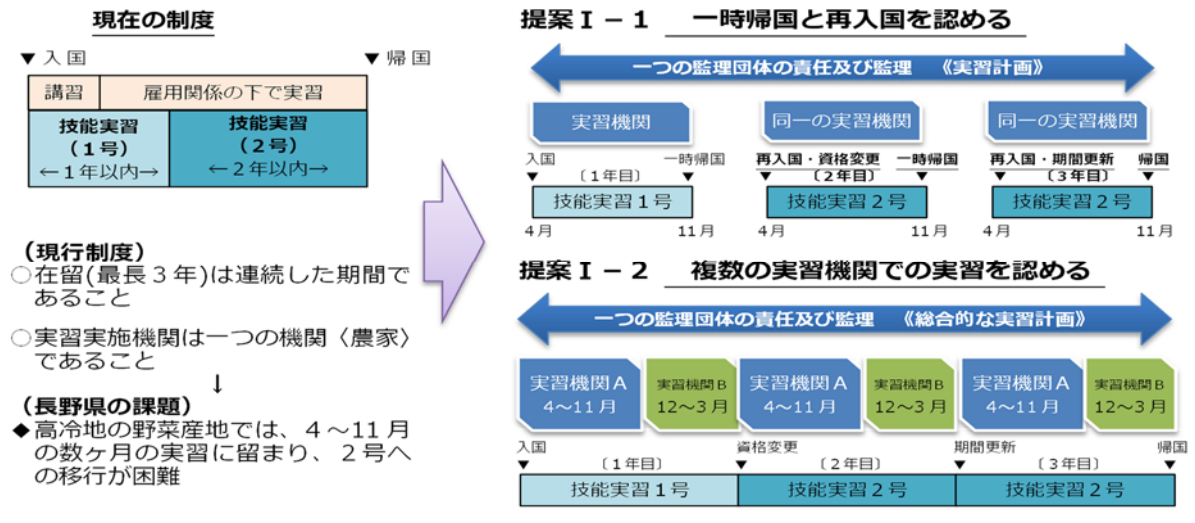 現在の制度
▼入国
▼帰国
講習
雇用関係の下で実習
技能実習
(1号)
←1年以内→
技能実習
(2号)
←2年以内→
(現行制度)
○在留(最長3年)は連続した期間で
あること
○実習実施機関は一つの機関〈農家〉
であること
↓
(長野県の課題)
◆高冷地の野菜産地では、4～11月
の数ヶ月の実習に留まり、2号へ
の移行が困難
提案Ⅰ－1 一時帰国と再入国を認める
一つの監理団体の責任及び監理 《実習計画》
実習機関
同一の実習機関
同一の実習機関
入国
一時帰国
再入国・資格変更
一時帰国
再入国・期間更新
帰国
▼ 〔1年目〕 ▼
▼ 〔2年目〕 ▼
▼ 〔3年目〕 ▼
技能実習1号
技能実習2号
技能実習2号
4月
11月
4月
11月
4月
11月
提案Ⅰ－2 複数の実習機関での実習を認める
一つの監理団体の責任及び監理 《総合的な実習計画》
実習機関A
4～11月
実習機関B
12～3月
実習機関A
4～11月
実習機関B
12～3月
実習機関A
4～11月
実習機関B
12～3月
入国
資格変更
期間更新
帰国
▼ 〔1年目〕 ▼ 〔2年目〕 ▼ 〔3年目〕 ▼
技能実習1号
技能実習2号
技能実習2号